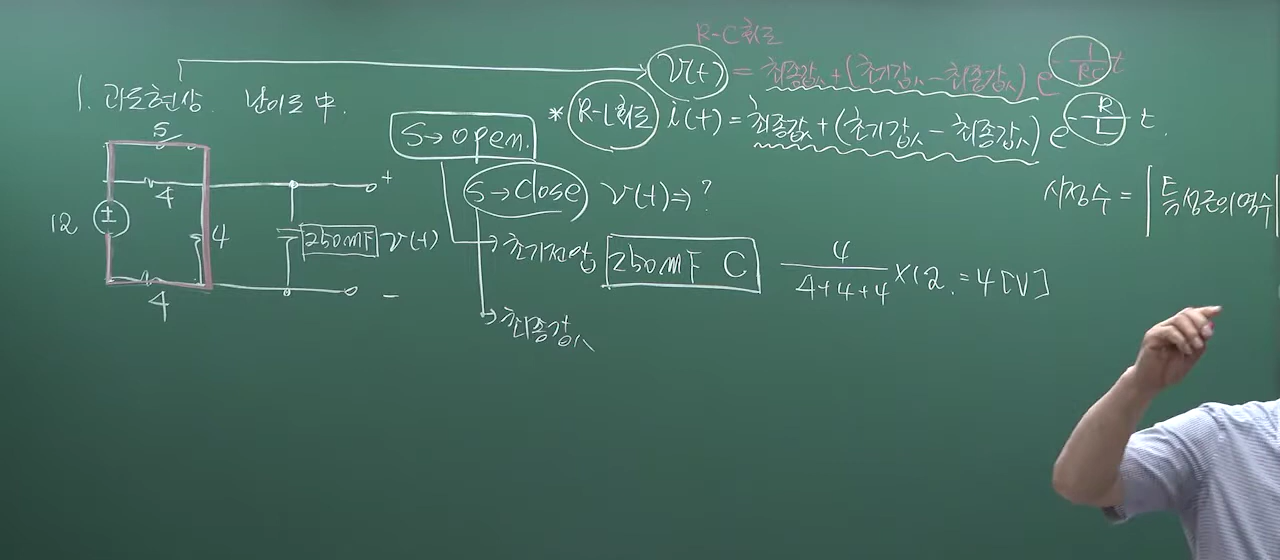 R-C회로
1. 과도현상. 난이도 中.
v(t) = 최종값 + (초기값 - 최종값) e^{-\frac{1}{RC}t}
* R-L회로 i(t) = 최종값 + (초기값 - 최종값) e^{-\frac{R}{L}t}.
S→open.
S→close v(t)⇒?
시정수 = |특성근의 역수|
S
4
12
±
4
4
250mF v(t)
+
-
→ 초기전압 250mF C \frac{4}{4+4+4} ×12 = 4 [V]
→ 최종값